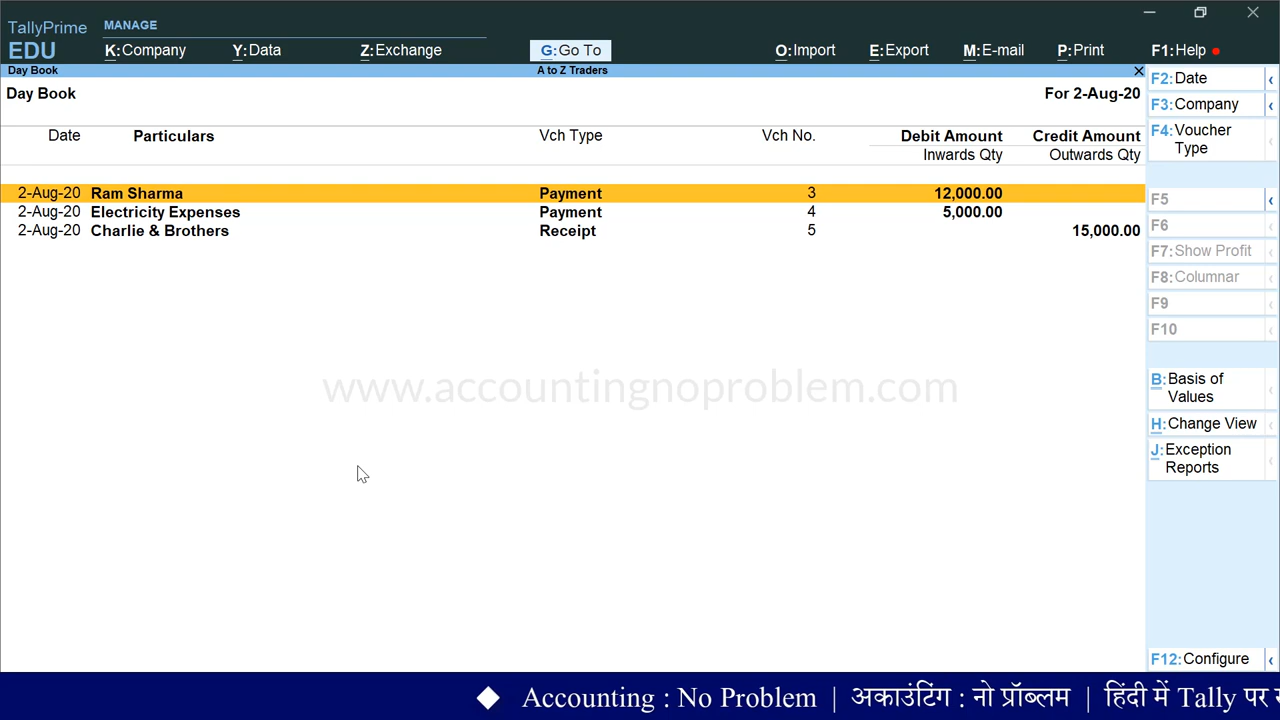 TallyPrime MANAGE
EDU K:Company Y:Data Z:Exchange G:Go To O:Import E:Export M:E-mail P:Print F1:Help
Day Book A to Z Traders
Day Book For 2-Aug-20
Date Particulars Vch Type Vch No. Debit Amount Credit Amount
Inwards Qty Outwards Qty
2-Aug-20 Ram Sharma Payment 3 12,000.00
2-Aug-20 Electricity Expenses Payment 4 5,000.00
2-Aug-20 Charlie & Brothers Receipt 5 15,000.00
www.accountingnoproblem.com
F2:Date
F3:Company
F4:Voucher
Type
F5
F6
F7:Show Profit
F8:Columnar
F9
F10
B:Basis of
Values
H:Change View
J:Exception
Reports
F12:Configure
Accounting : No Problem | अकाउंटिंग : नो प्रॉब्लम | हिंदी में Tally पर